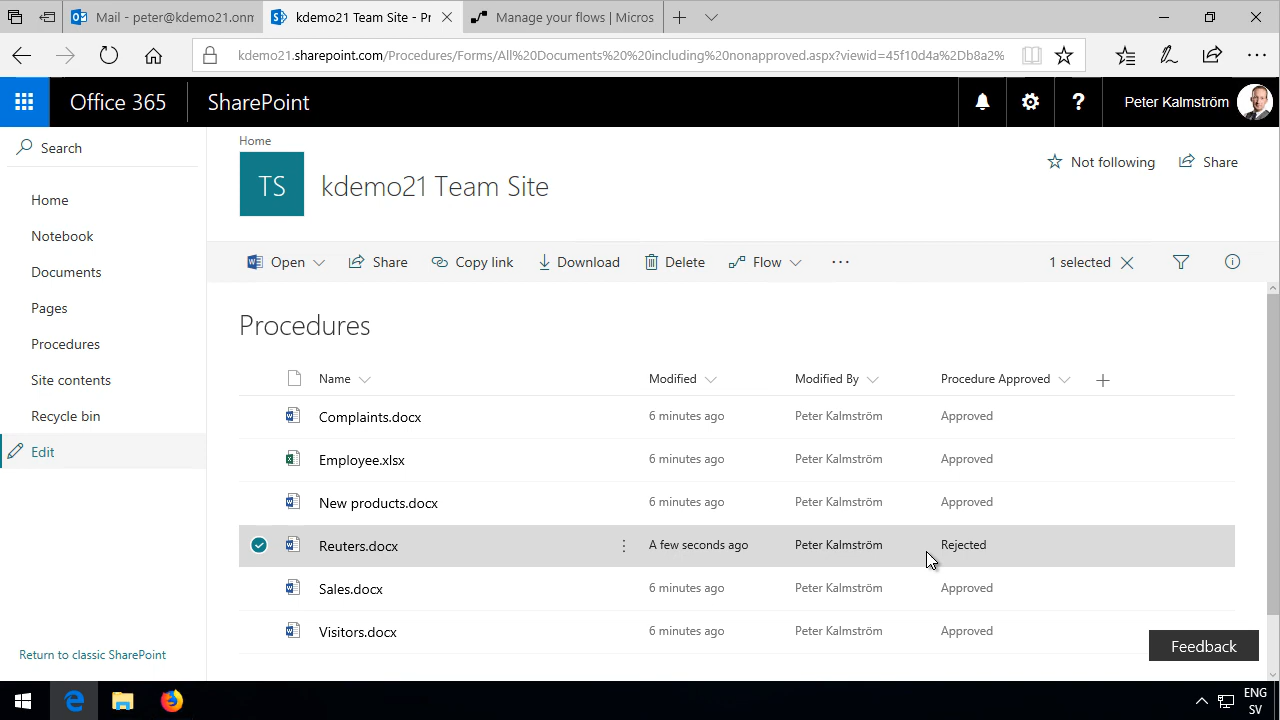 Mail - peter@kdemo21.onm
kdemo21 Team Site - Pr
Manage your flows | Micros
kdemo21.sharepoint.com/Procedures/Forms/All%20Documents%20%20including%20nonapproved.aspx?viewid=45f10d4a%2Db8a2%
Office 365
SharePoint
?
Peter Kalmström
Search
Home
Not following
Share
TS
kdemo21 Team Site
Home
Notebook
Documents
Pages
Procedures
Site contents
Recycle bin
Edit
Return to classic SharePoint
Open
Share
Copy link
Download
Delete
Flow
...
1 selected
Procedures
Name
Modified
Modified By
Procedure Approved
Complaints.docx 6 minutes ago Peter Kalmström Approved
Employee.xlsx 6 minutes ago Peter Kalmström Approved
New products.docx 6 minutes ago Peter Kalmström Approved
Reuters.docx A few seconds ago Peter Kalmström Rejected
Sales.docx 6 minutes ago Peter Kalmström Approved
Visitors.docx 6 minutes ago Peter Kalmström Approved
Feedback
ENG
SV